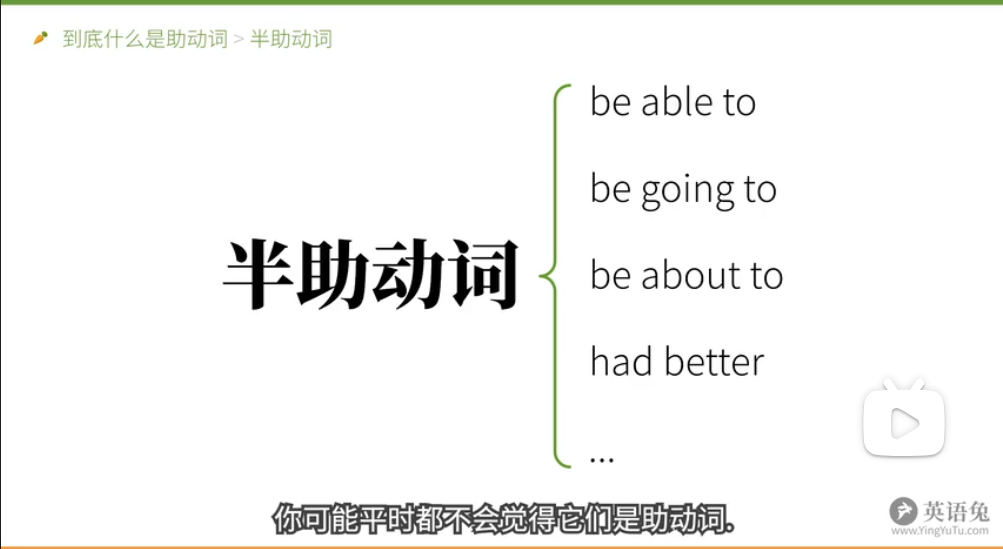 到底什么是助动词 > 半助动词
半助动词
be able to
be going to
be about to
had better
...
你可能平时都不会觉得它们是助动词.
英语兔
www.YingYuTu.com